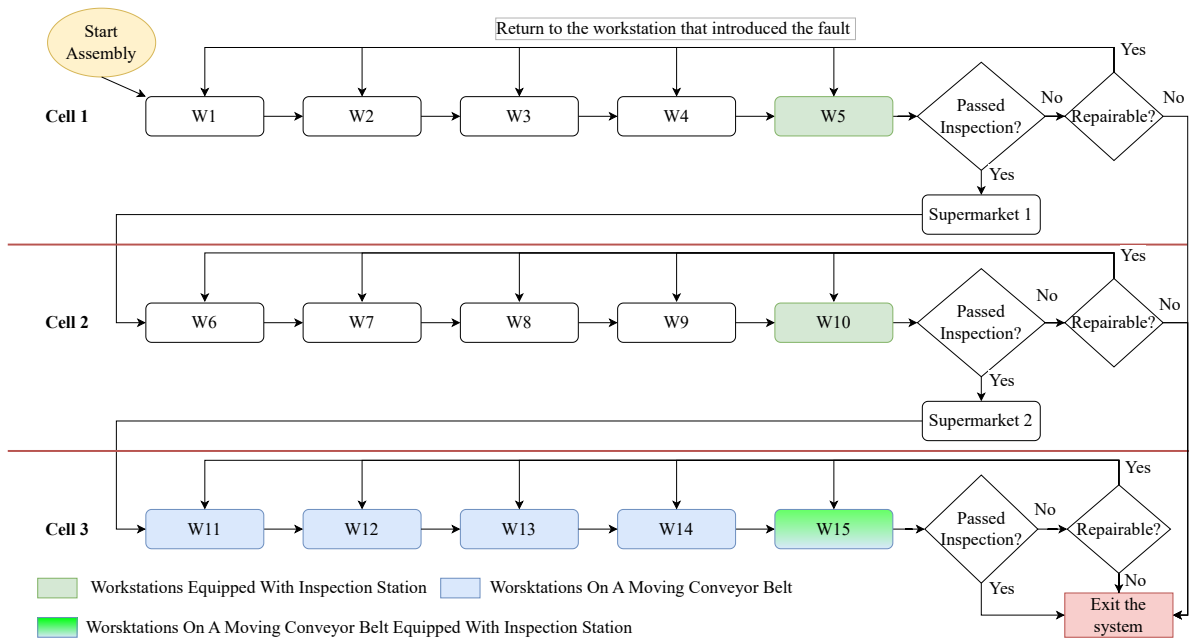 Start
Assembly
Return to the workstation that introduced the fault
Yes
Cell 1
W1
W2
W3
W4
W5
Passed
Inspection?
No
Repairable?
No
Yes
Supermarket 1
Yes
Cell 2
W6
W7
W8
W9
W10
Passed
Inspection?
No
Repairable?
No
Yes
Supermarket 2
Yes
Cell 3
W11
W12
W13
W14
W15
Passed
Inspection?
No
Repairable?
Yes
No
Exit the
system
Workstations Equipped With Inspection Station
Worsktations On A Moving Conveyor Belt
Worsktations On A Moving Conveyor Belt Equipped With Inspection Station